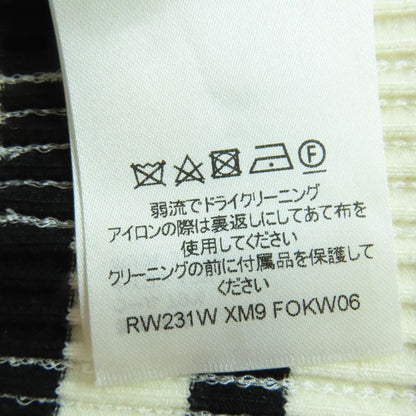 F
弱流でドライクリーニング
アイロンの際は裏返しにしてあて布を
使用してください
クリーニングの前に付属品を保護して
ください
RW231W XM9 FOKW06